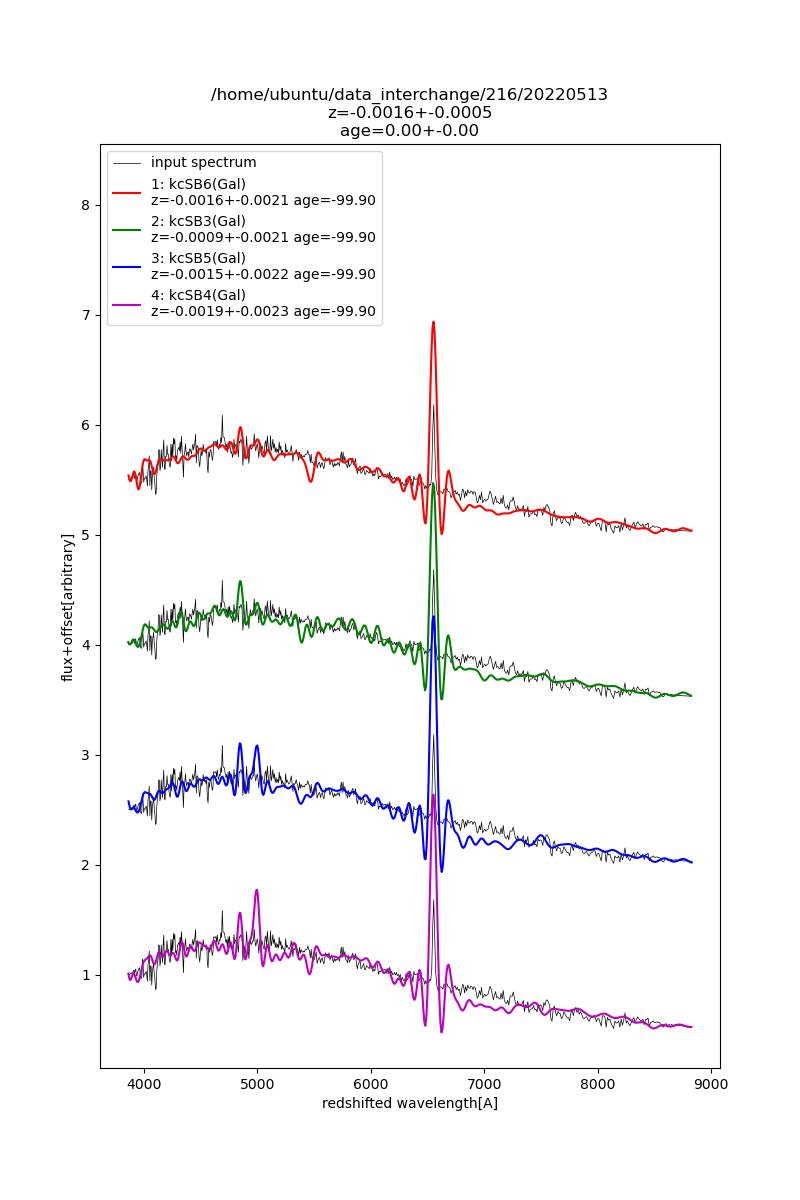 /home/ubuntu/data_interchange/216/20220513
z=-0.0016+-0.0005
age=0.00+-0.00
input spectrum
1: kcSB6(Gal)
z=-0.0016+-0.0021 age=-99.90
2: kcSB3(Gal)
z=-0.0009+-0.0021 age=-99.90
3: kcSB5(Gal)
z=-0.0015+-0.0022 age=-99.90
4: kcSB4(Gal)
z=-0.0019+-0.0023 age=-99.90
8
7
6
5
4
3
2
1
flux+offset[arbitrary]
4000 5000 6000 7000 8000 9000
redshifted wavelength[A]